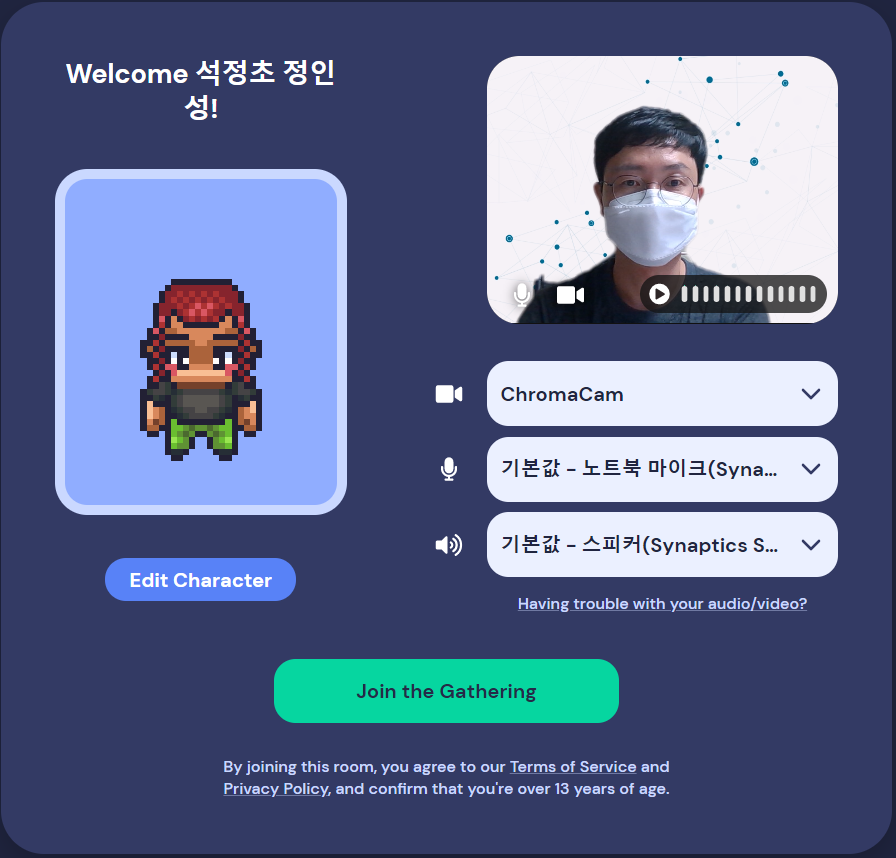 Welcome 석정초 정인
성!
ChromaCam
기본값 - 노트북 마이크(Syna...
기본값 - 스피커(Synaptics S...
Edit Character
Having trouble with your audio/video?
Join the Gathering
By joining this room, you agree to our Terms of Service and
Privacy Policy, and confirm that you're over 13 years of age.